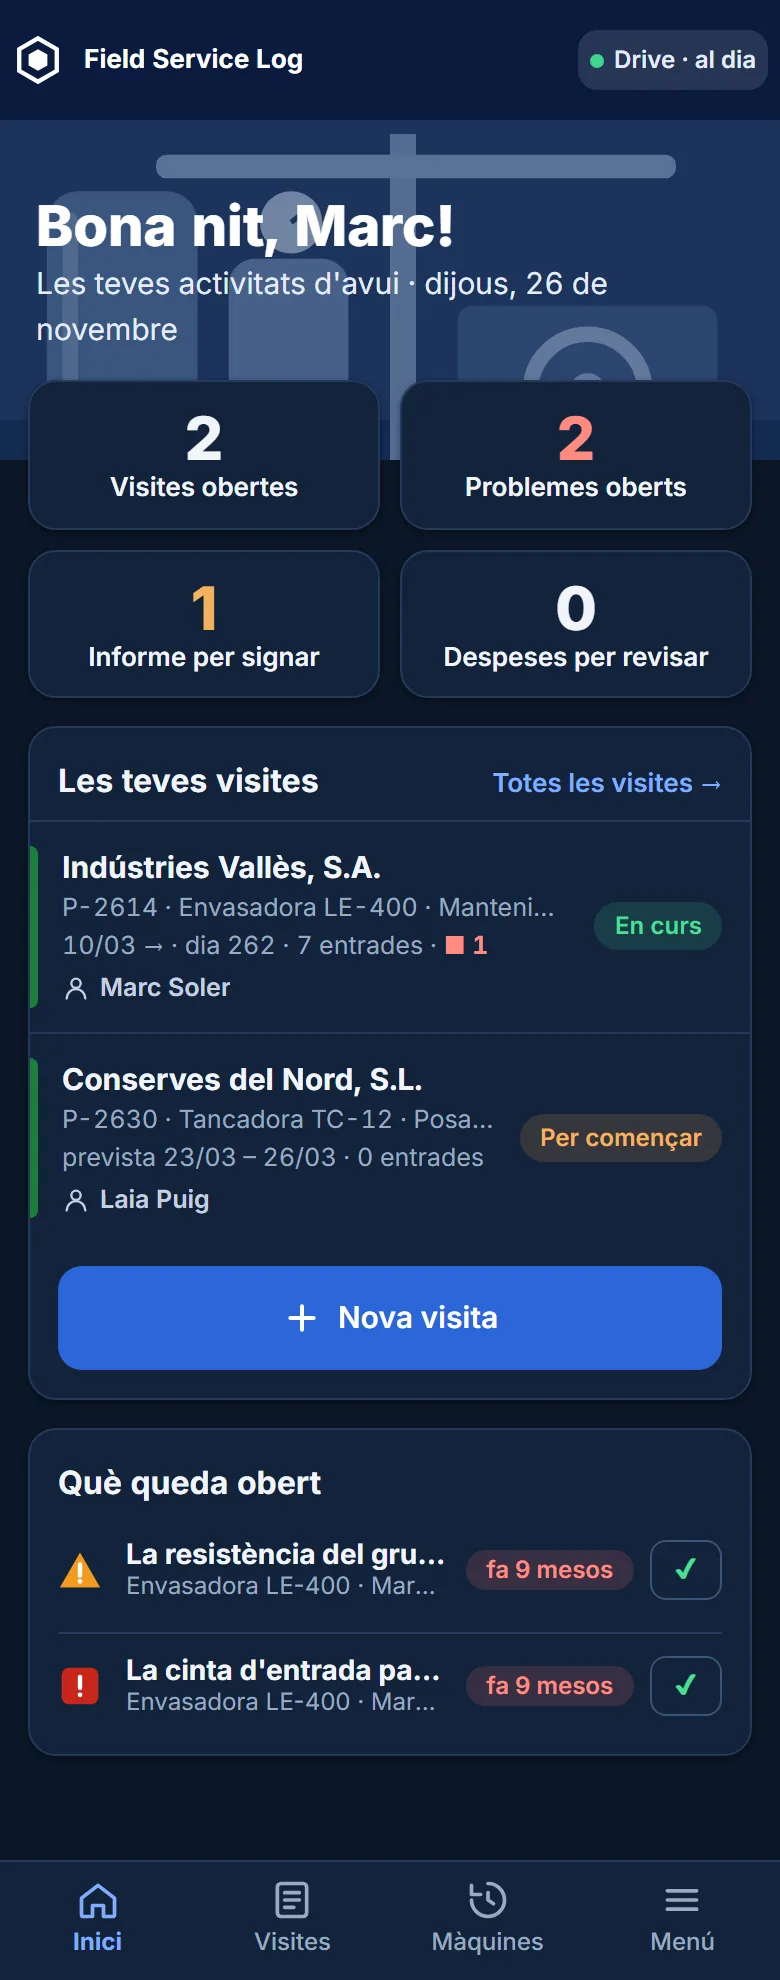 Field Service Log
Drive · al dia
Bona nit, Marc!
Les teves activitats d'avui · dijous, 26 de
novembre
2
Visites obertes
2
Problemes oberts
1
Informe per signar
0
Despeses per revisar
Les teves visites
Totes les visites →
Indústries Vallès, S.A.
P-2614 · Envasadora LE-400 · Manteni...
10/03 → · dia 262 · 7 entrades · 1
En curs
Marc Soler
Conserves del Nord, S.L.
P-2630 · Tancadora TC-12 · Posa...
prevista 23/03 – 26/03 · 0 entrades
Per començar
Laia Puig
+ Nova visita
Què queda obert
La resistència del gru...
Envasadora LE-400 · Mar...
fa 9 mesos
La cinta d'entrada pa...
Envasadora LE-400 · Mar...
fa 9 mesos
Inici
Visites
Màquines
Menú